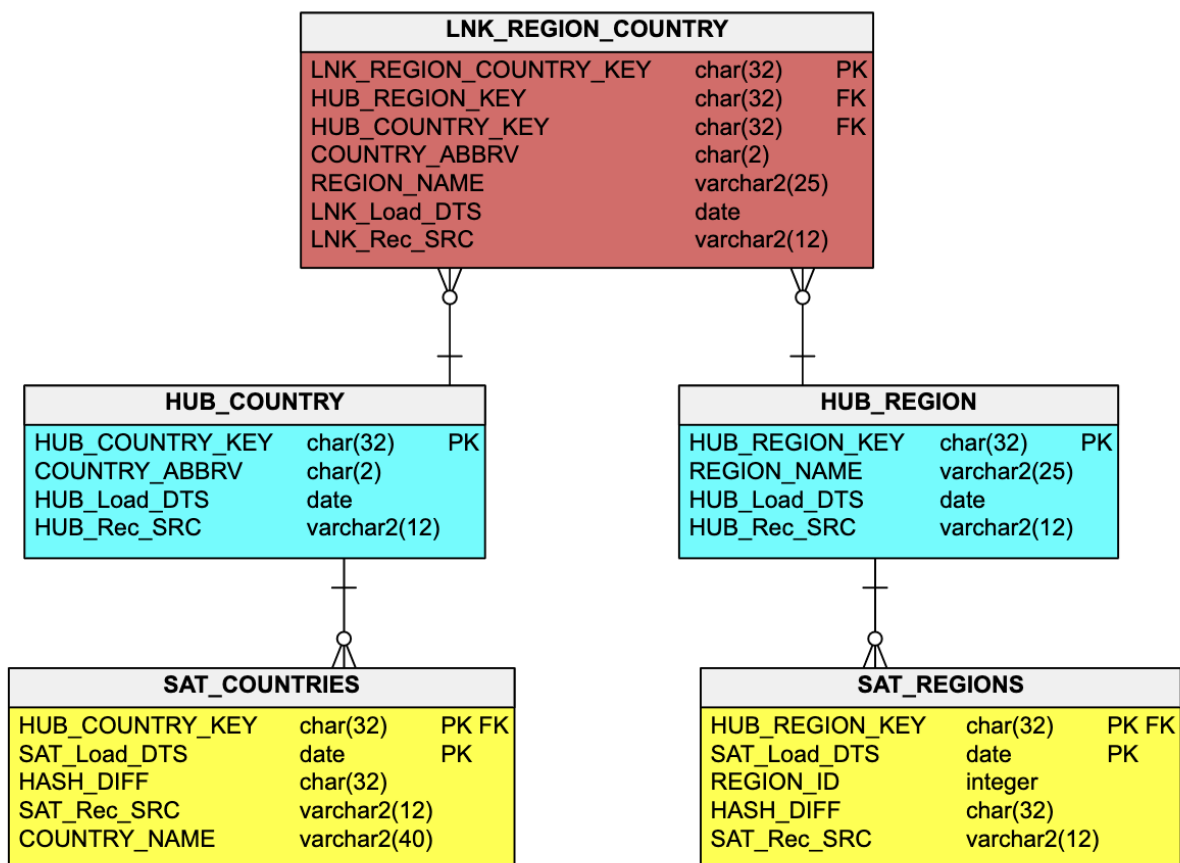 LNK_REGION_COUNTRY
LNK_REGION_COUNTRY_KEY char(32) PK
HUB_REGION_KEY char(32) FK
HUB_COUNTRY_KEY char(32) FK
COUNTRY_ABBRV char(2)
REGION_NAME varchar2(25)
LNK_Load_DTS date
LNK_Rec_SRC varchar2(12)
HUB_COUNTRY
HUB_COUNTRY_KEY char(32) PK
COUNTRY_ABBRV char(2)
HUB_Load_DTS date
HUB_Rec_SRC varchar2(12)
HUB_REGION
HUB_REGION_KEY char(32) PK
REGION_NAME varchar2(25)
HUB_Load_DTS date
HUB_Rec_SRC varchar2(12)
SAT_COUNTRIES
HUB_COUNTRY_KEY char(32) PK FK
SAT_Load_DTS date PK
HASH_DIFF char(32)
SAT_Rec_SRC varchar2(12)
COUNTRY_NAME varchar2(40)
SAT_REGIONS
HUB_REGION_KEY char(32) PK FK
SAT_Load_DTS date PK
REGION_ID integer
HASH_DIFF char(32)
SAT_Rec_SRC varchar2(12)